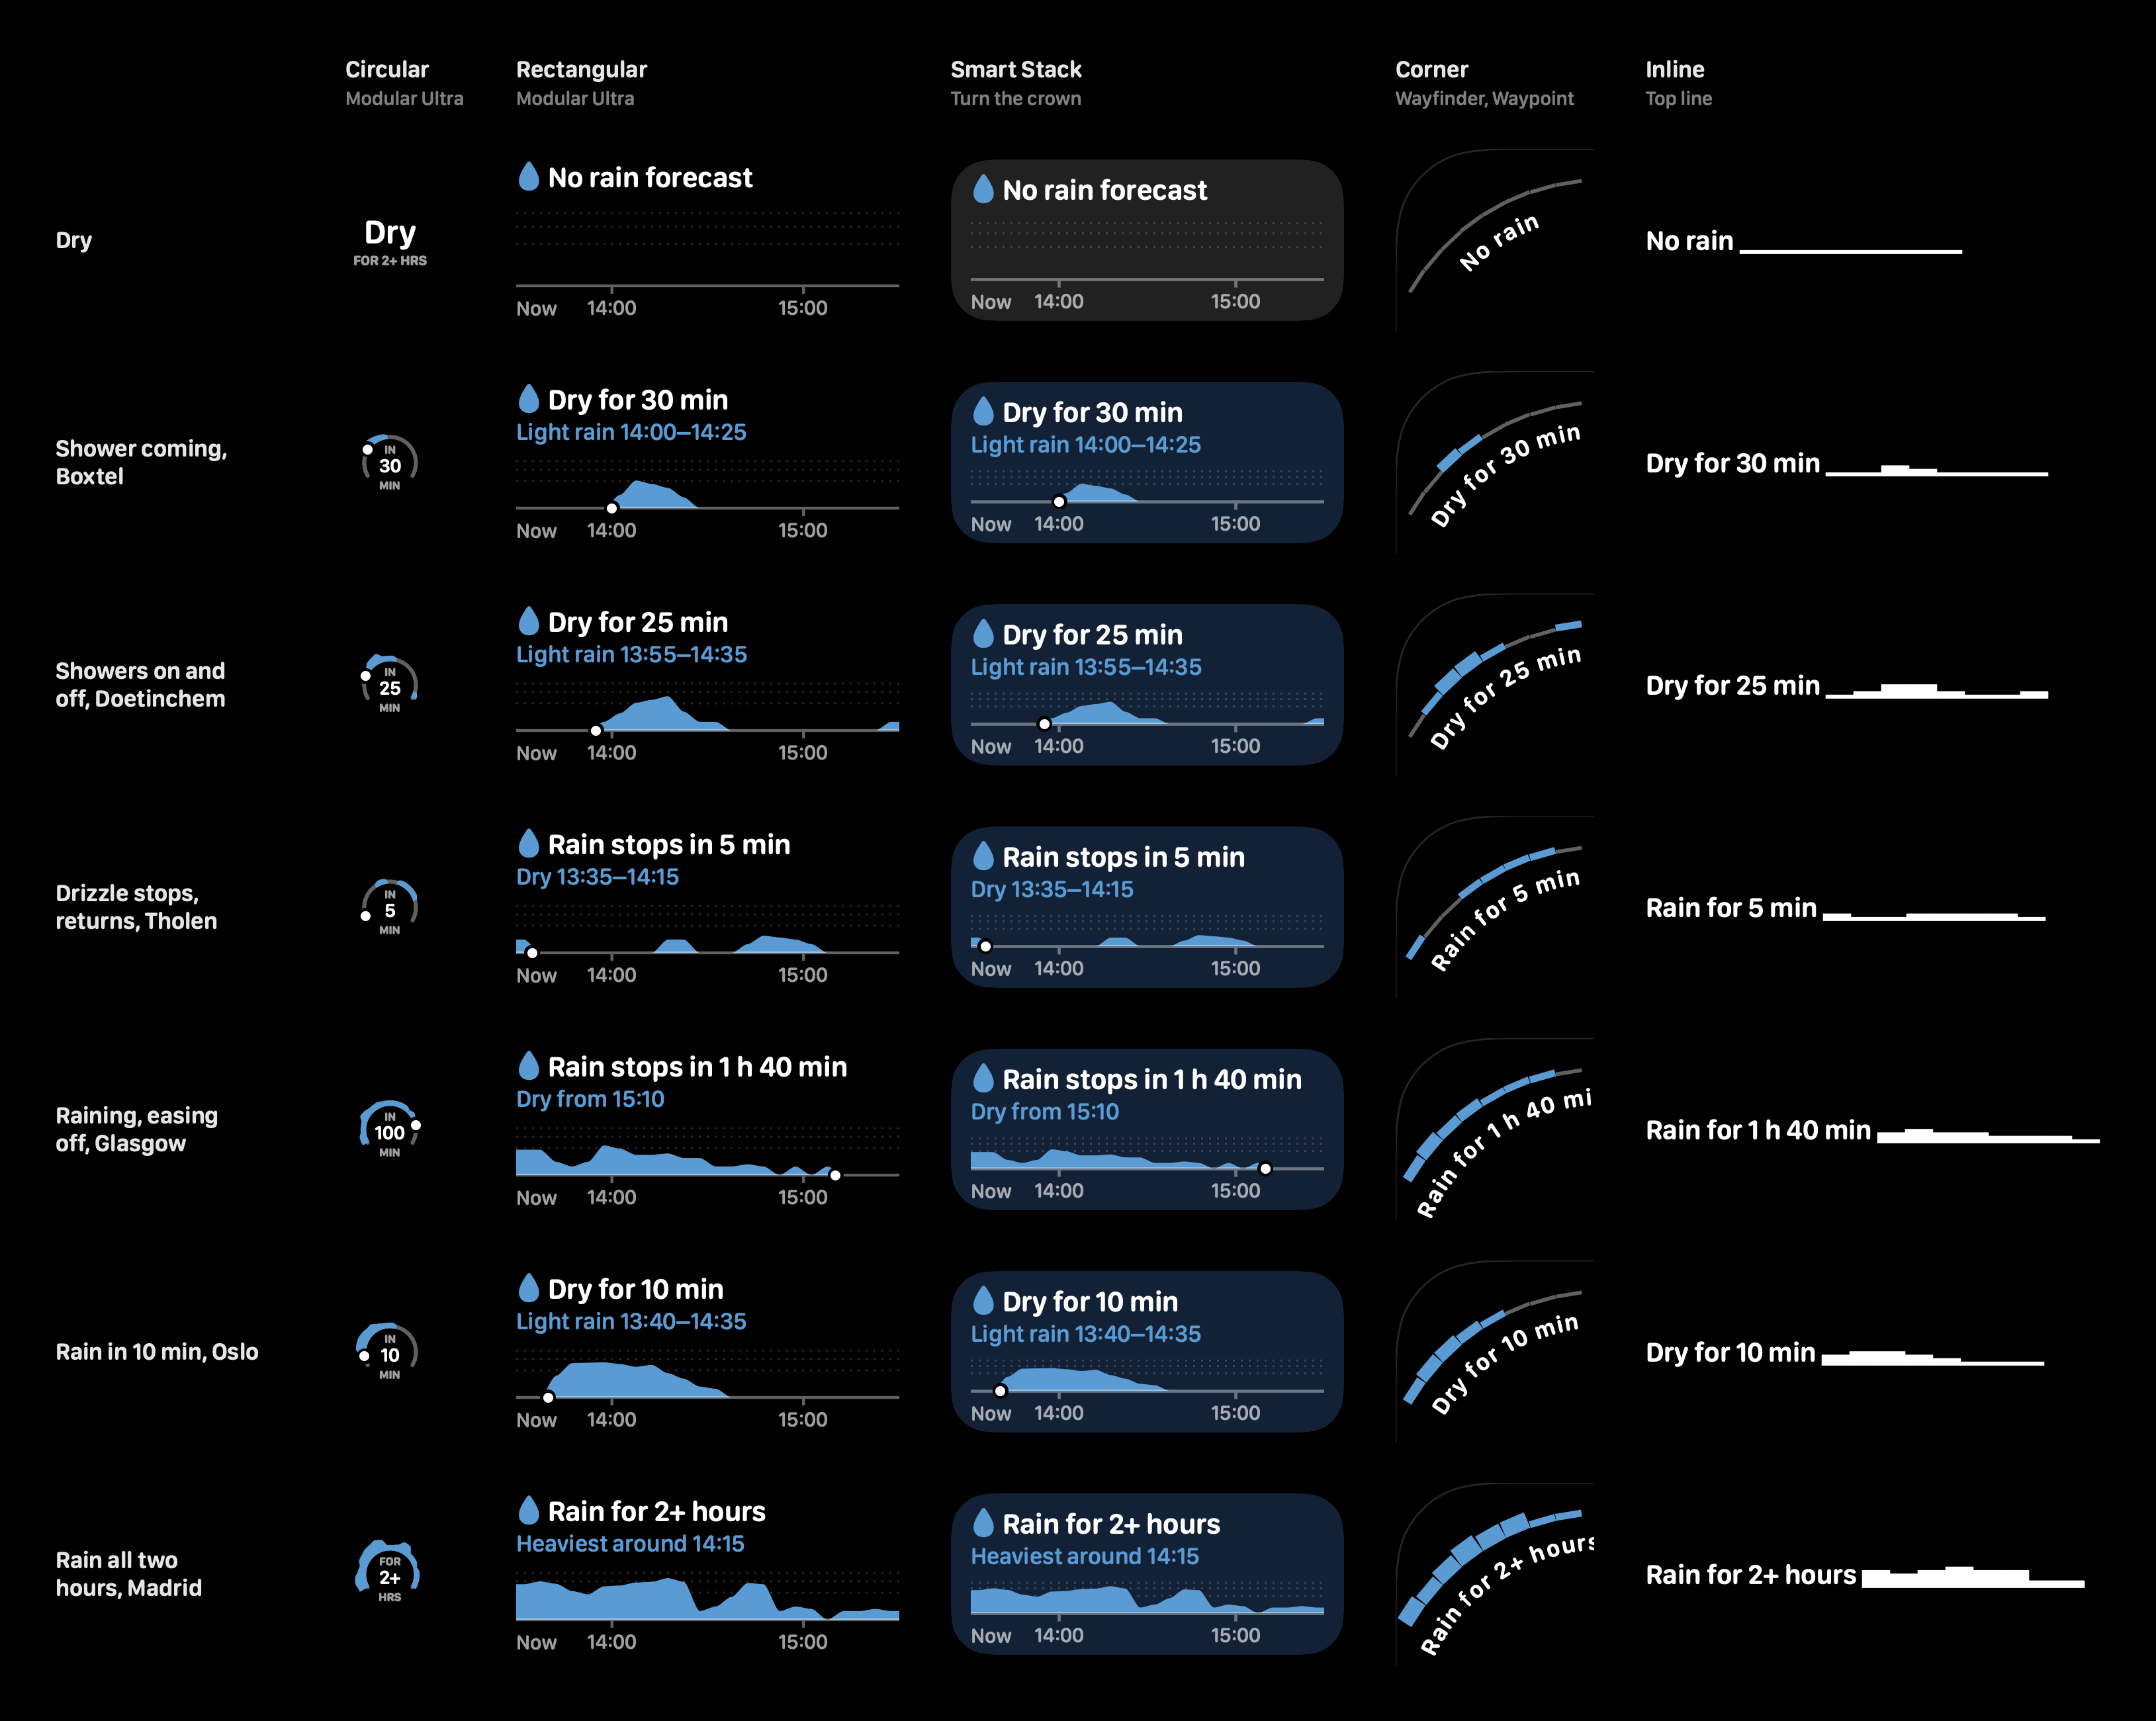 Circular
Modular Ultra
Rectangular
Modular Ultra
Smart Stack
Turn the crown
Corner
Wayfinder, Waypoint
Inline
Top line
Dry
Dry
FOR 2+ HRS
No rain forecast
Now 14:00 15:00
No rain forecast
Now 14:00 15:00
No rain
No rain
Shower coming,
Boxtel
IN
30
MIN
Dry for 30 min
Light rain 14:00–14:25
Now 14:00 15:00
Dry for 30 min
Light rain 14:00–14:25
Now 14:00 15:00
Dry for 30 min
Dry for 30 min
Showers on and
off, Doetinchem
IN
25
MIN
Dry for 25 min
Light rain 13:55–14:35
Now 14:00 15:00
Dry for 25 min
Light rain 13:55–14:35
Now 14:00 15:00
Dry for 25 min
Dry for 25 min
Drizzle stops,
returns, Tholen
IN
5
MIN
Rain stops in 5 min
Dry 13:35–14:15
Now 14:00 15:00
Rain stops in 5 min
Dry 13:35–14:15
Now 14:00 15:00
Rain for 5 min
Rain for 5 min
Raining, easing
off, Glasgow
IN
100
MIN
Rain stops in 1 h 40 min
Dry from 15:10
Now 14:00 15:00
Rain stops in 1 h 40 min
Dry from 15:10
Now 14:00 15:00
Rain for 1 h 40 mi
Rain for 1 h 40 min
Rain in 10 min, Oslo
IN
10
MIN
Dry for 10 min
Light rain 13:40–14:35
Now 14:00 15:00
Dry for 10 min
Light rain 13:40–14:35
Now 14:00 15:00
Dry for 10 min
Dry for 10 min
Rain all two
hours, Madrid
FOR
2+
HRS
Rain for 2+ hours
Heaviest around 14:15
Now 14:00 15:00
Rain for 2+ hours
Heaviest around 14:15
Now 14:00 15:00
Rain for 2+ hours
Rain for 2+ hours